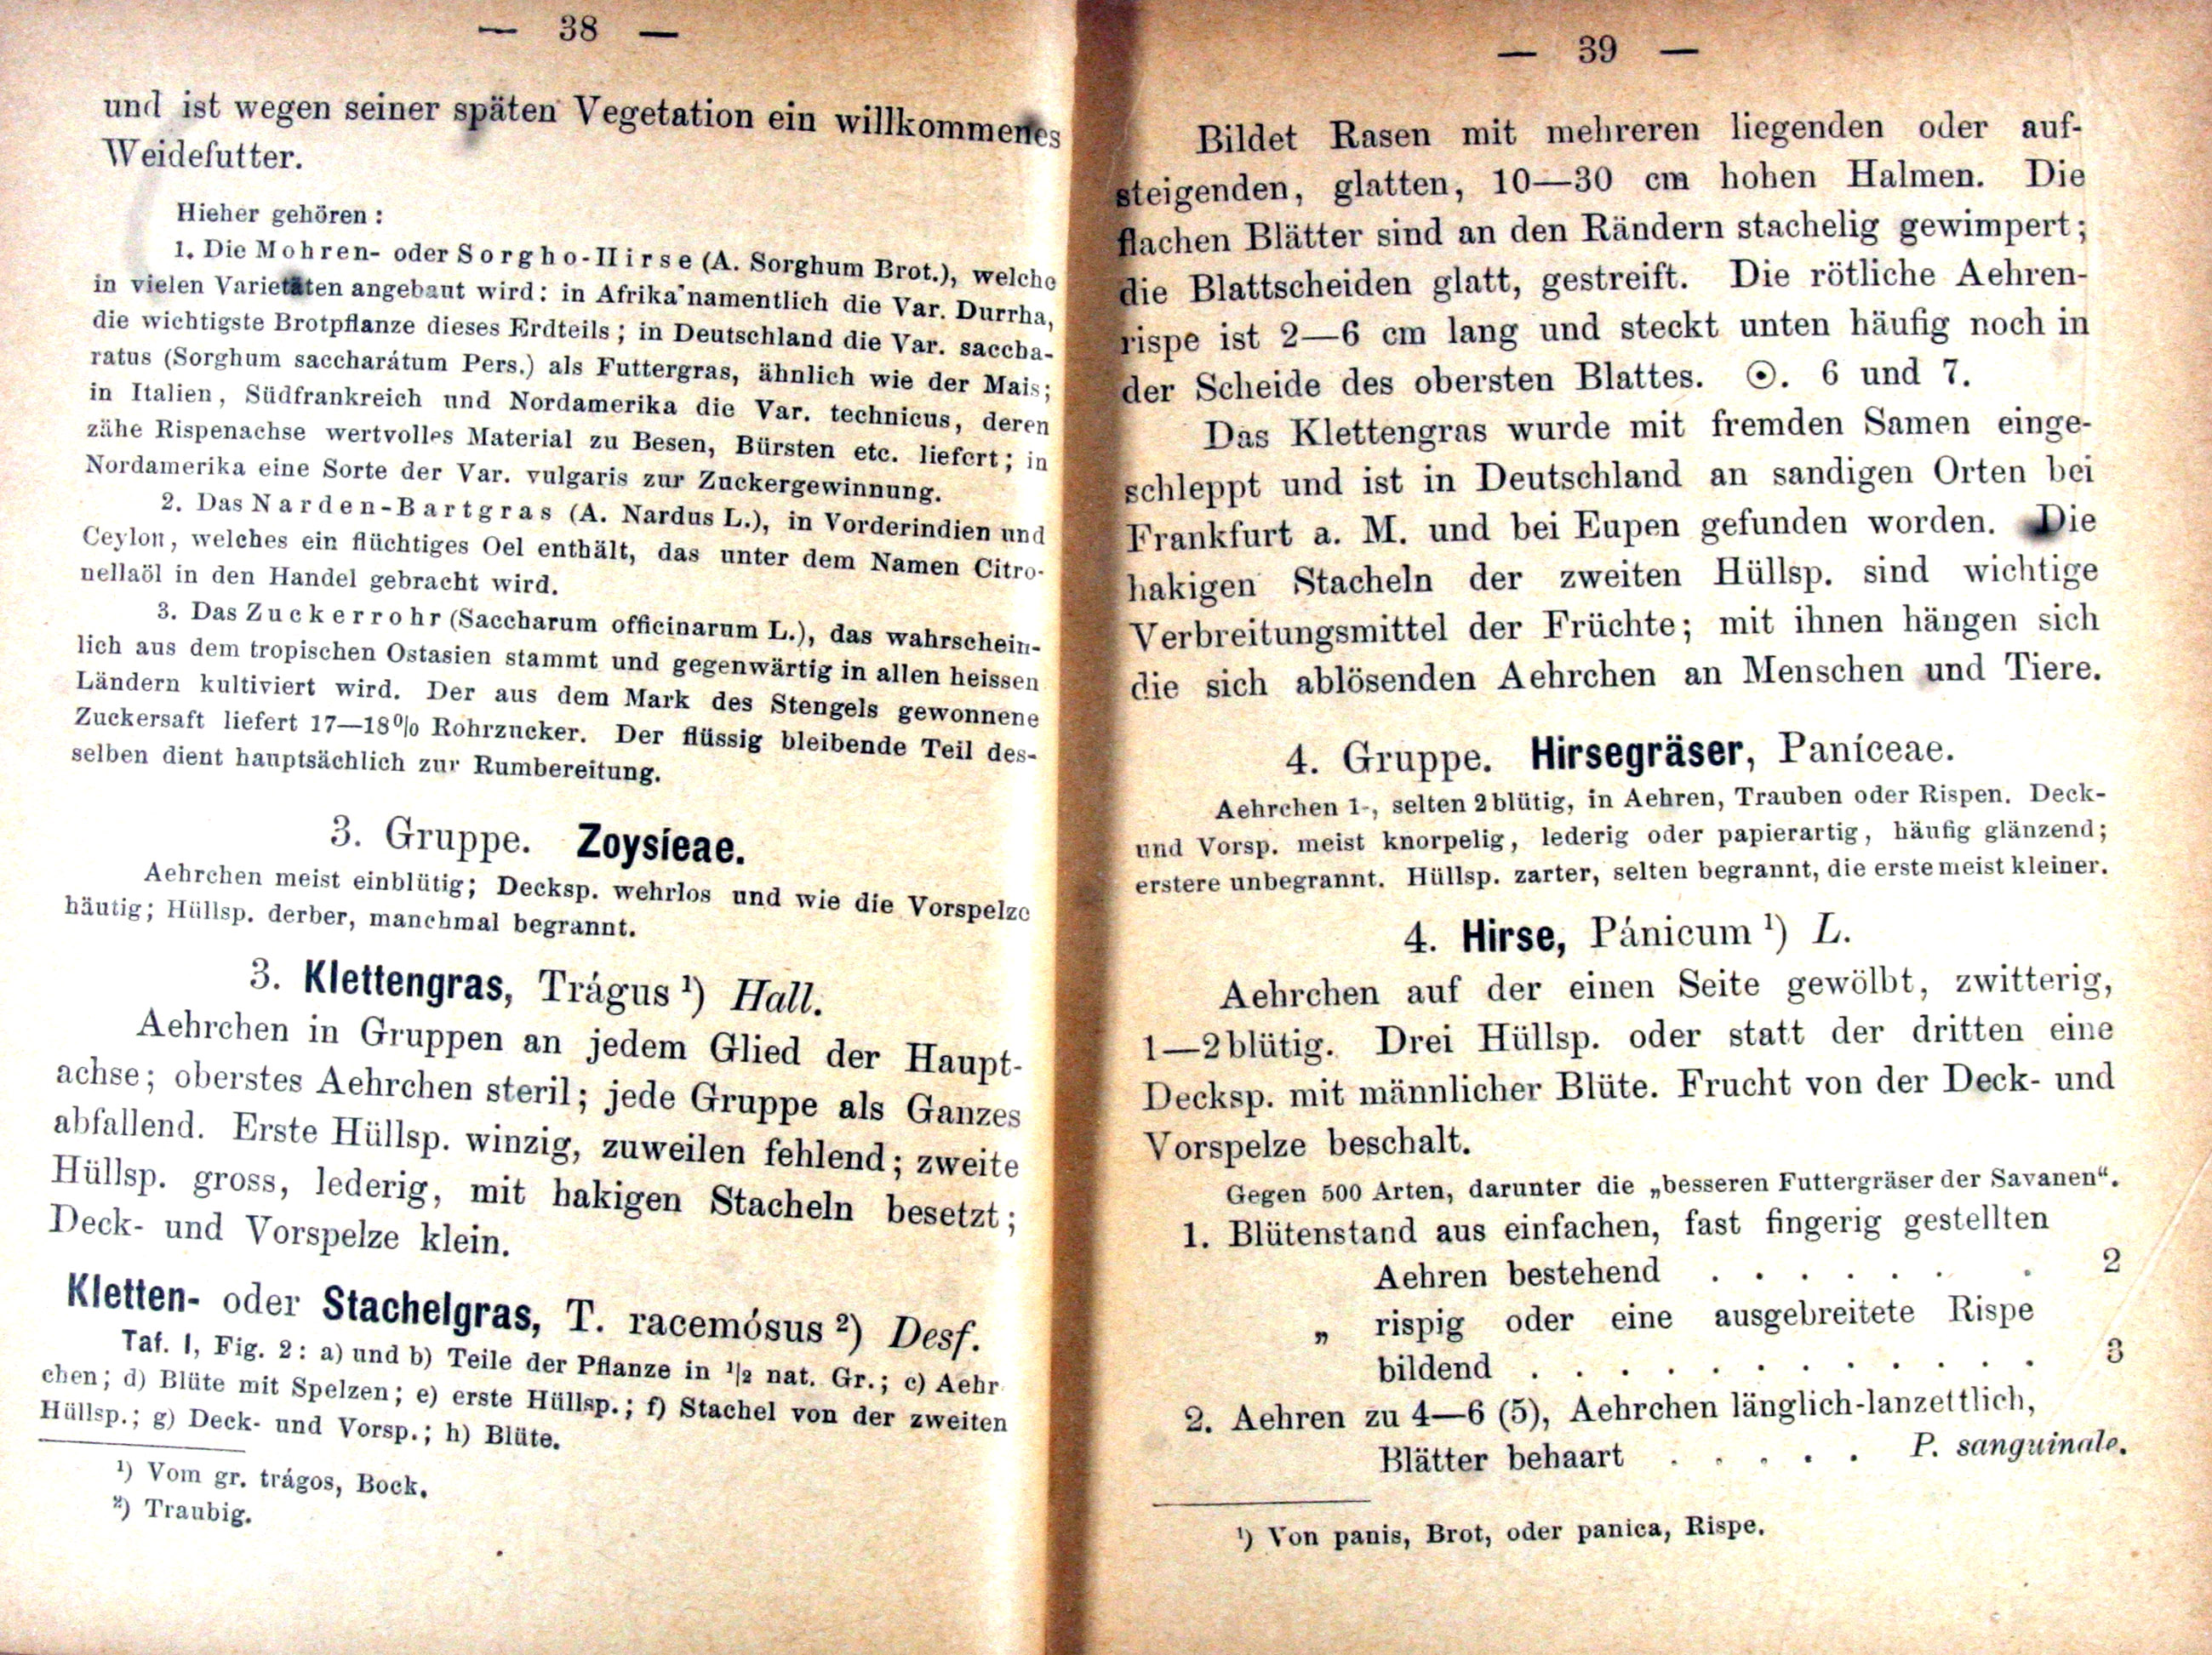 — 38 —
und ist wegen seiner späten Vegetation ein willkommenes
Weidefutter.
Hieher gehören:
1. Die Mohren- oder Sorgho-Hirse (A. Sorghum Brot.), welche
in vielen Varietäten angebaut wird: in Afrika namentlich die Var. Durrha,
die wichtigste Brotpflanze dieses Erdteils; in Deutschland die Var. saccha-
ratus (Sorghum saccharátum Pers.) als Futtergras, ähnlich wie der Mais;
in Italien, Südfrankreich und Nordamerika die Var. technicus, deren
zähe Rispenachse wertvolles Material zu Besen, Bürsten etc. liefert; in
Nordamerika eine Sorte der Var. vulgaris zur Zuckergewinnung.
2. Das Narden-Bartgras (A. Nardus L.), in Vorderindien und
Ceylon, welches ein flüchtiges Oel enthält, das unter dem Namen Citro-
nellaöl in den Handel gebracht wird.
3. Das Zuckerrohr (Saccharum officinarum L.), das wahrschein-
lich aus dem tropischen Ostasien stammt und gegenwärtig in allen heissen
Ländern kultiviert wird. Der aus dem Mark des Stengels gewonnene
Zuckersaft liefert 17—18% Rohrzucker. Der flüssig bleibende Teil des-
selben dient hauptsächlich zur Rumbereitung.
3. Gruppe. Zoysíeae.
Aehrchen meist einblütig; Decksp. wehrlos und wie die Vorspelze
häutig; Hüllsp. derber, manchmal begrannt.
3. Klettengras, Trágus ¹) Hall.
Aehrchen in Gruppen an jedem Glied der Haupt-
achse; oberstes Aehrchen steril; jede Gruppe als Ganzes
abfallend. Erste Hüllsp. winzig, zuweilen fehlend; zweite
Hüllsp. gross, lederig, mit hakigen Stacheln besetzt;
Deck- und Vorspelze klein.
Kletten- oder Stachelgras, T. racemósus ²) Desf.
Taf. I, Fig. 2: a) und b) Teile der Pflanze in ½ nat. Gr.; c) Aehr
chen; d) Blüte mit Spelzen; e) erste Hüllsp.; f) Stachel von der zweiten
Hüllsp.; g) Deck- und Vorsp.; h) Blüte.
¹) Vom gr. trágos, Bock.
²) Traubig.
— 39 —
Bildet Rasen mit mehreren liegenden oder auf-
steigenden, glatten, 10—30 cm hohen Halmen. Die
flachen Blätter sind an den Rändern stachelig gewimpert;
die Blattscheiden glatt, gestreift. Die rötliche Aehren-
rispe ist 2—6 cm lang und steckt unten häufig noch in
der Scheide des obersten Blattes. ⊙. 6 und 7.
Das Klettengras wurde mit fremden Samen einge-
schleppt und ist in Deutschland an sandigen Orten bei
Frankfurt a. M. und bei Eupen gefunden worden. Die
hakigen Stacheln der zweiten Hüllsp. sind wichtige
Verbreitungsmittel der Früchte; mit ihnen hängen sich
die sich ablösenden Aehrchen an Menschen und Tiere.
4. Gruppe. Hirsegräser, Paníceae.
Aehrchen 1-, selten 2blütig, in Aehren, Trauben oder Rispen. Deck-
und Vorsp. meist knorpelig, lederig oder papierartig, häufig glänzend;
erstere unbegrannt. Hüllsp. zarter, selten begrannt, die erste meist kleiner.
4. Hirse, Pánicum ¹) L.
Aehrchen auf der einen Seite gewölbt, zwitterig,
1—2blütig. Drei Hüllsp. oder statt der dritten eine
Decksp. mit männlicher Blüte. Frucht von der Deck- und
Vorspelze beschalt.
Gegen 500 Arten, darunter die „besseren Futtergräser der Savanen“.
1. Blütenstand aus einfachen, fast fingerig gestellten
Aehren bestehend . . . . . . . 2
„ rispig oder eine ausgebreitete Rispe
bildend . . . . . . . . . . . . 3
2. Aehren zu 4—6 (5), Aehrchen länglich-lanzettlich,
Blätter behaart . . . . . P. sanguinale.
¹) Von panis, Brot, oder panica, Rispe.